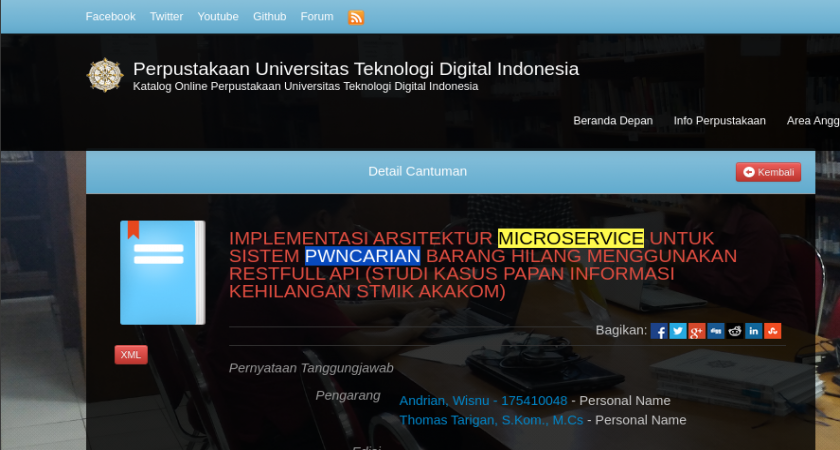 Facebook Twitter Youtube Github Forum
Perpustakaan Universitas Teknologi Digital Indonesia
Katalog Online Perpustakaan Universitas Teknologi Digital Indonesia
Beranda Depan Info Perpustakaan Area Angg
Detail Cantuman
Kembali
IMPLEMENTASI ARSITEKTUR MICROSERVICE UNTUK
SISTEM PWNCARIAN BARANG HILANG MENGGUNAKAN
RESTFULL API (STUDI KASUS PAPAN INFORMASI
KEHILANGAN STMIK AKAKOM)
Bagikan:
XML
Pernyataan Tanggungjawab
Pengarang
Andrian, Wisnu - 175410048 - Personal Name
Thomas Tarigan, S.Kom., M.Cs - Personal Name
Edisi